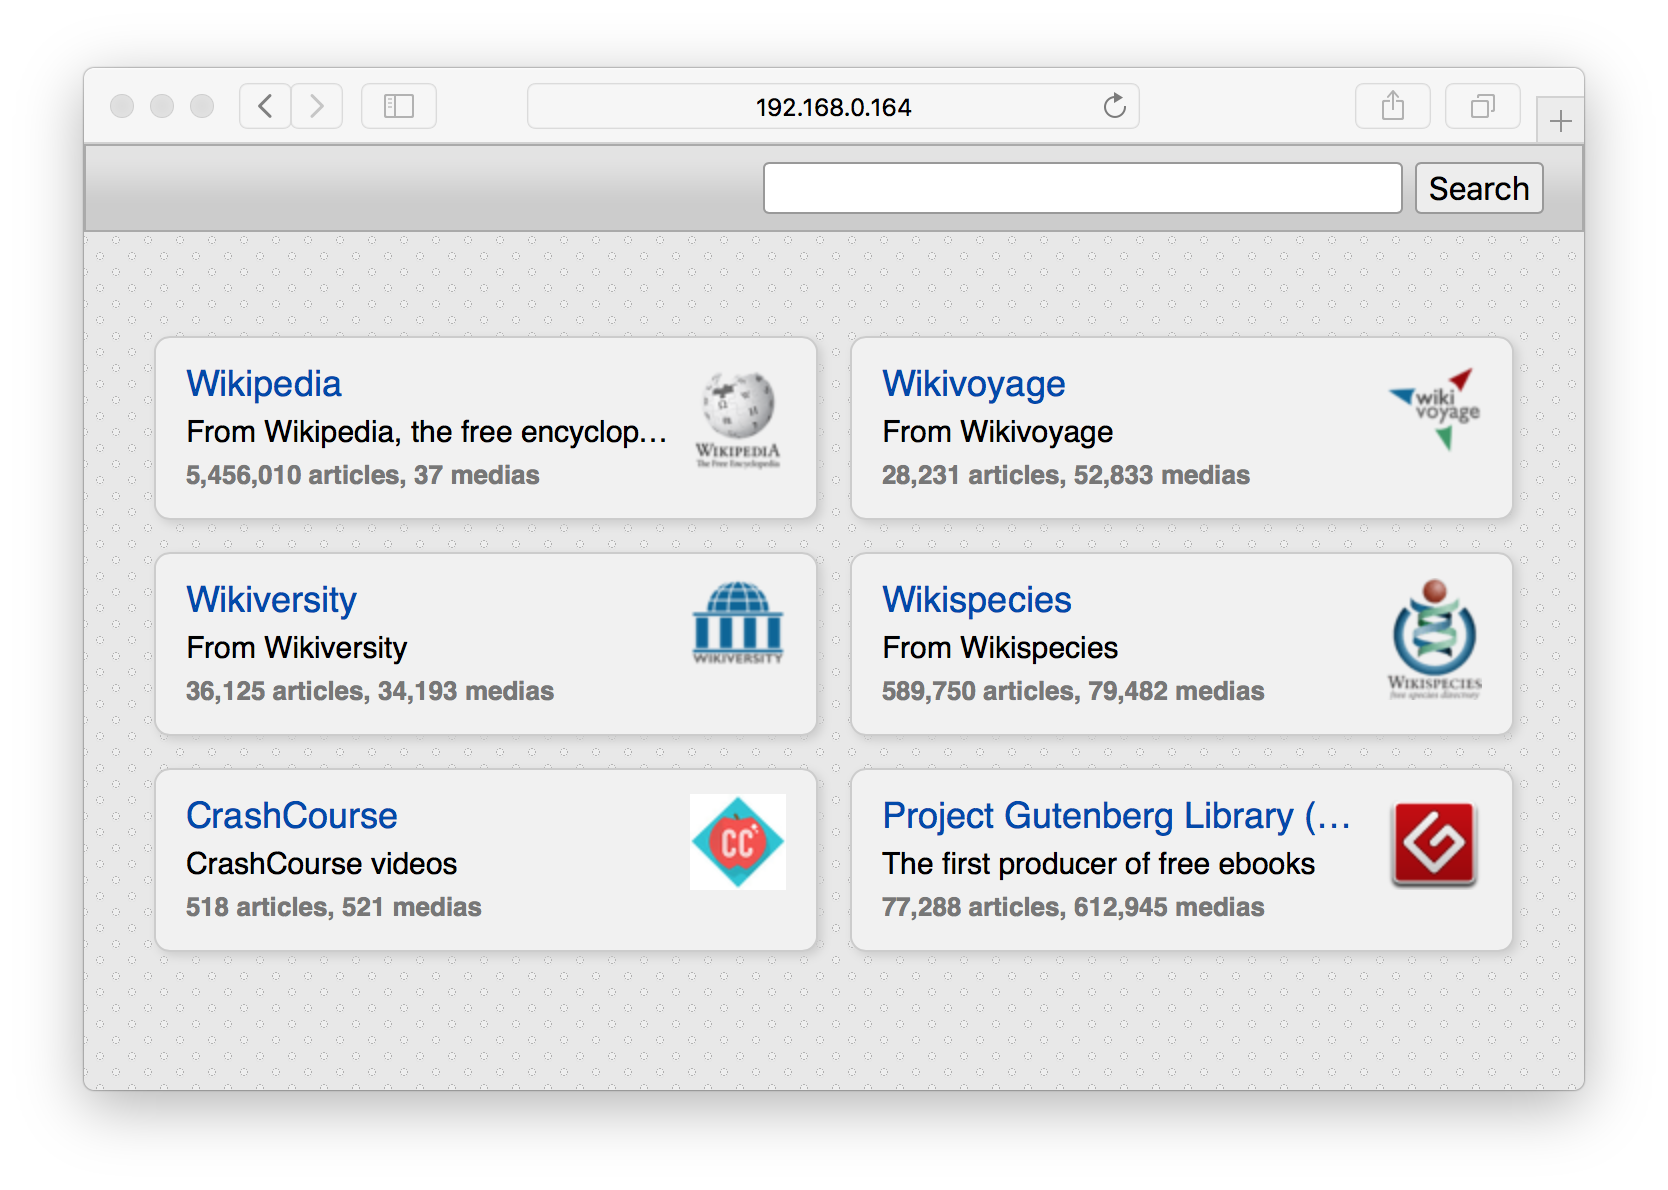 192.168.0.164
Search
Wikipedia
From Wikipedia, the free encyclop...
5,456,010 articles, 37 medias
WIKIPEDIA
The Free Encyclopedia
Wikivoyage
From Wikivoyage
28,231 articles, 52,833 medias
wiki
voyage
Wikiversity
From Wikiversity
36,125 articles, 34,193 medias
WIKIVERSITY
Wikispecies
From Wikispecies
589,750 articles, 79,482 medias
WIKISPECIES
free species directory
CrashCourse
CrashCourse videos
518 articles, 521 medias
CC
Project Gutenberg Library (...
The first producer of free ebooks
77,288 articles, 612,945 medias